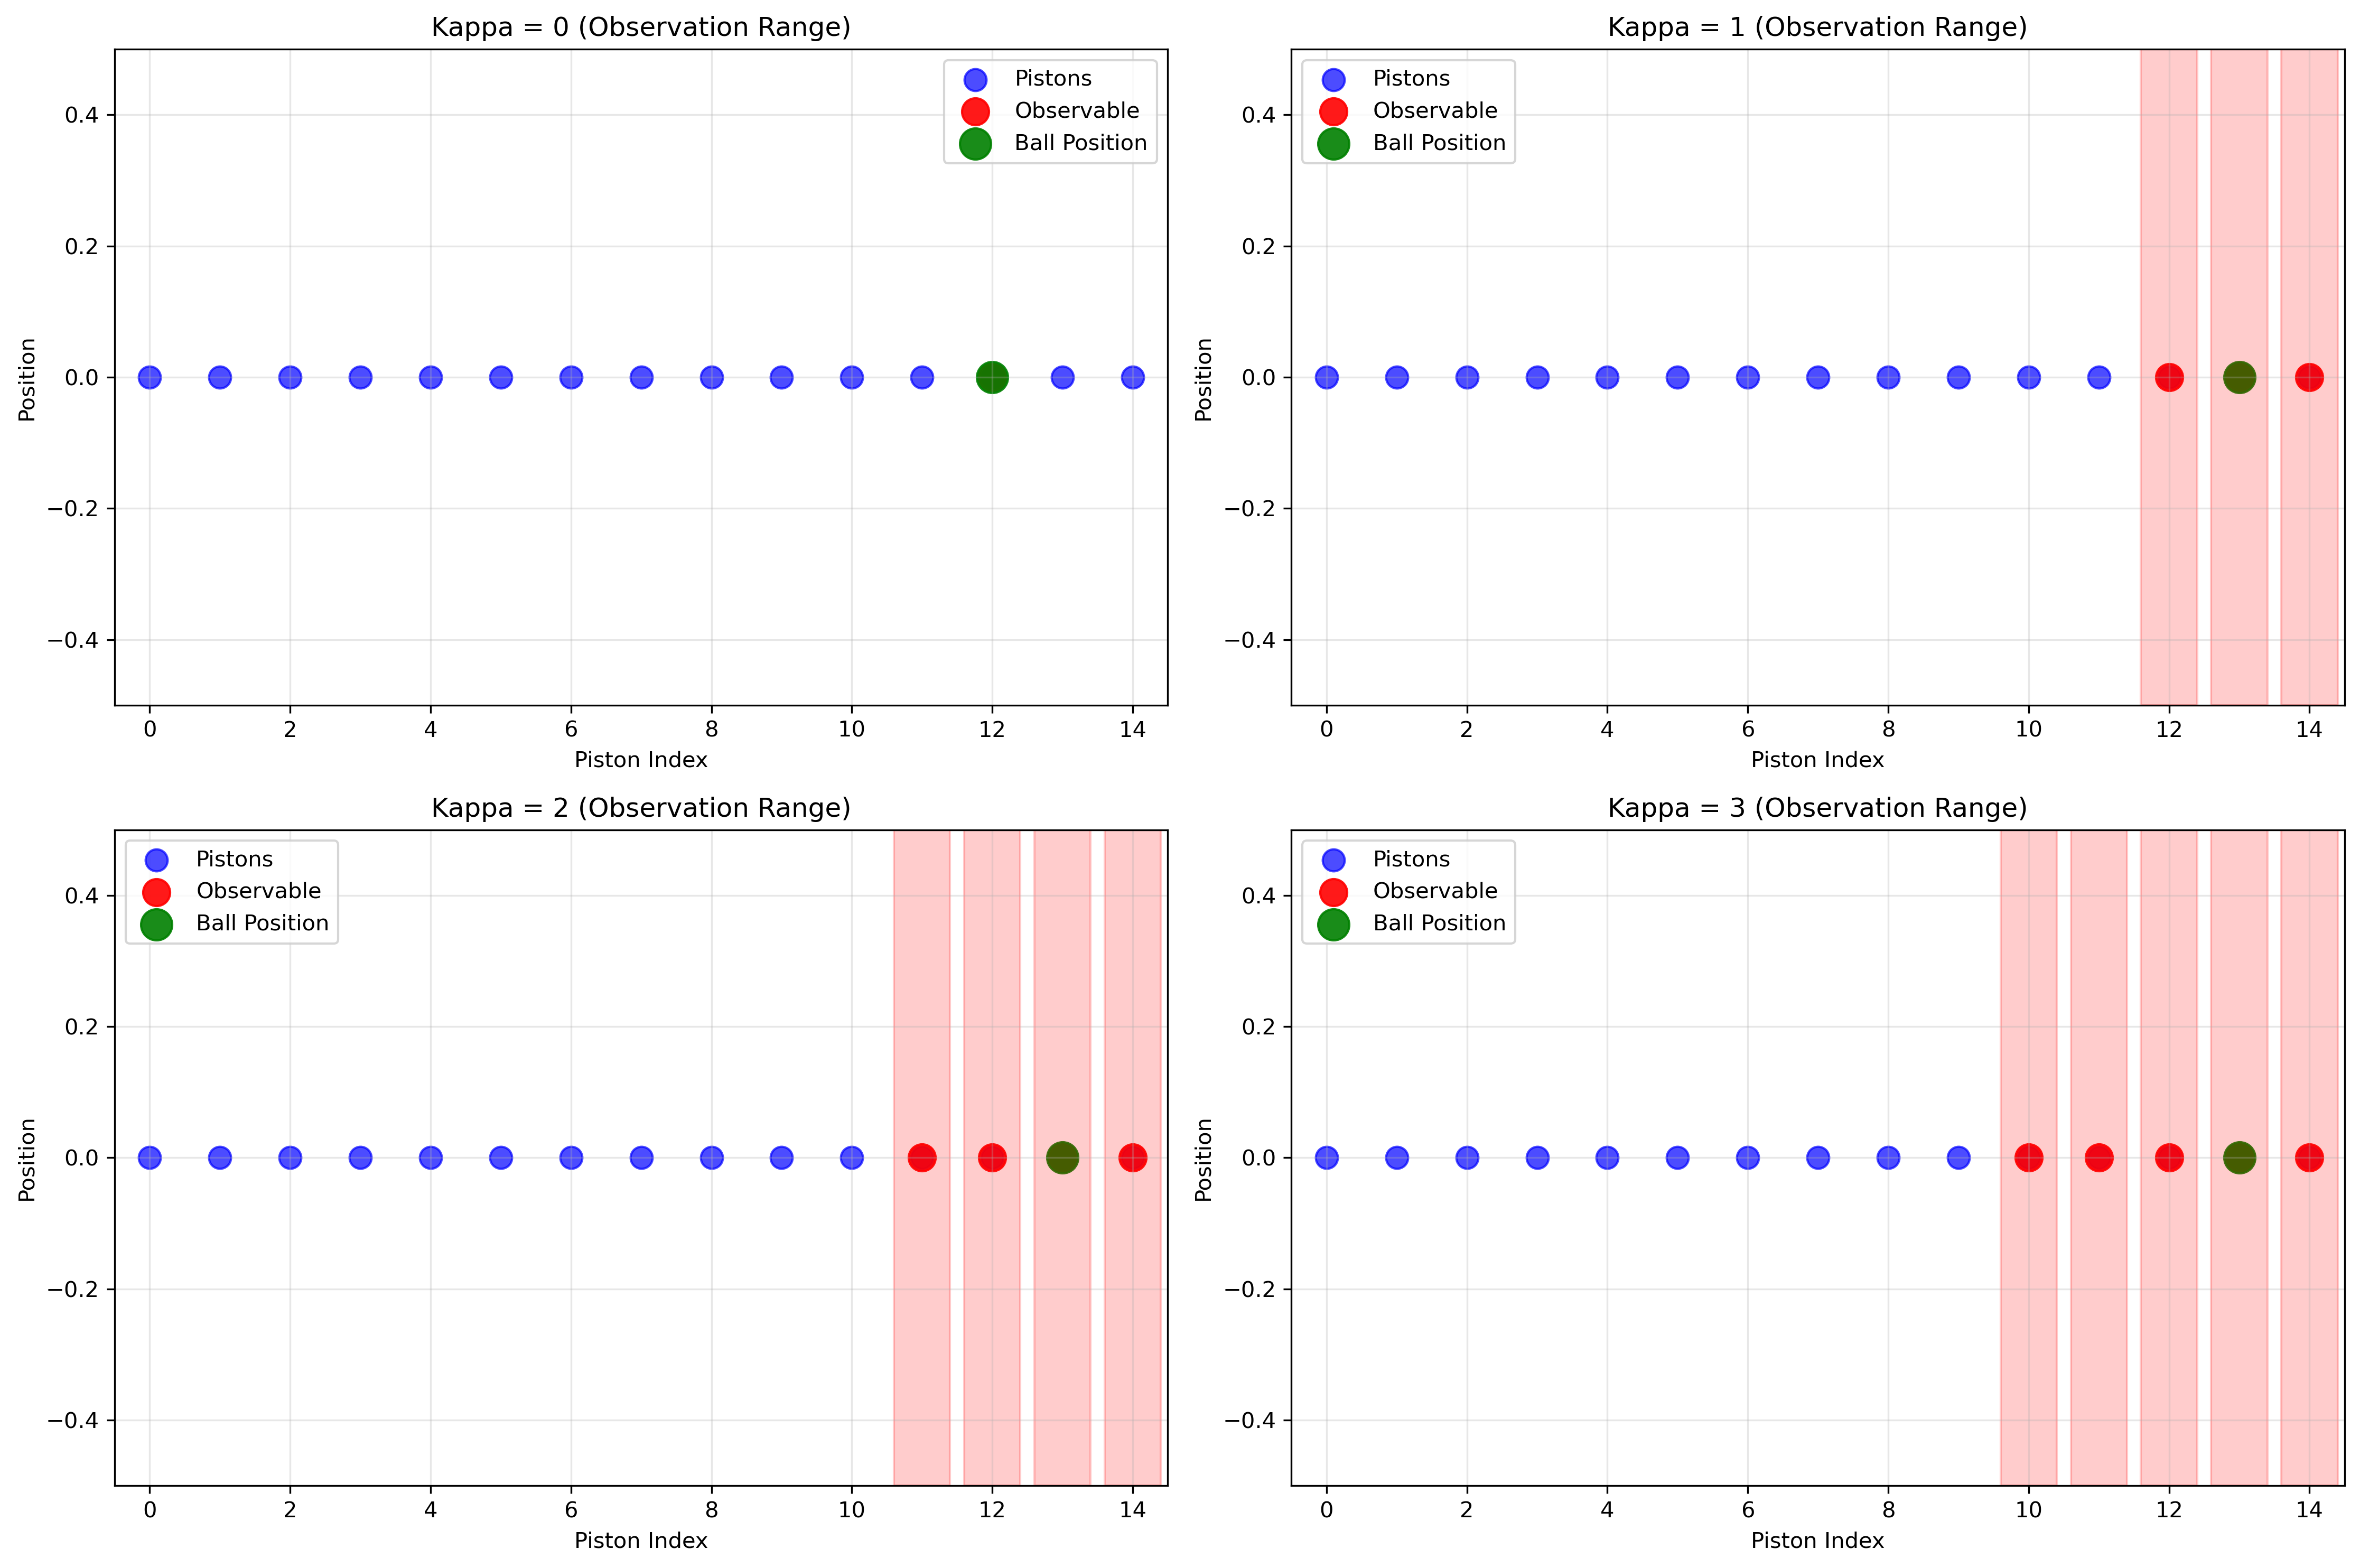 Kappa = 0 (Observation Range)
Pistons
Observable
Ball Position
0.4
0.2
0.0
−0.2
−0.4
Position
0 2 4 6 8 10 12 14
Piston Index
Kappa = 1 (Observation Range)
Pistons
Observable
Ball Position
0.4
0.2
0.0
−0.2
−0.4
Position
0 2 4 6 8 10 12 14
Piston Index
Kappa = 2 (Observation Range)
Pistons
Observable
Ball Position
0.4
0.2
0.0
−0.2
−0.4
Position
0 2 4 6 8 10 12 14
Piston Index
Kappa = 3 (Observation Range)
Pistons
Observable
Ball Position
0.4
0.2
0.0
−0.2
−0.4
Position
0 2 4 6 8 10 12 14
Piston Index